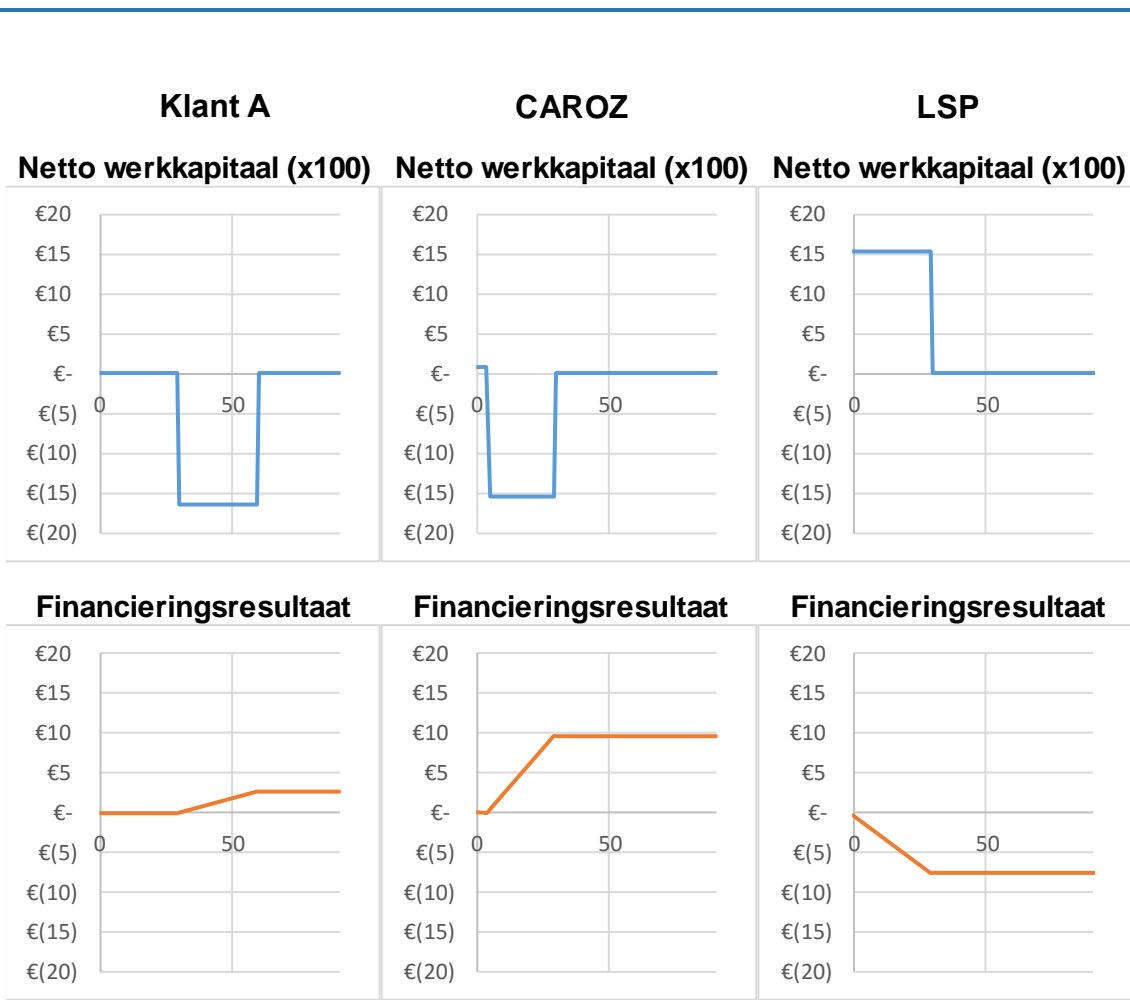 Klant A CAROZ LSP
Netto werkkapitaal (x100) Netto werkkapitaal (x100) Netto werkkapitaal (x100)
€20 €20 €20
€15 €15 €15
€10 €10 €10
€5 €5 €5
€- €- €-
€(5) 0 50 €(5) 0 50 €(5) 0 50
€(10) €(10) €(10)
€(15) €(15) €(15)
€(20) €(20) €(20)
Financieringsresultaat Financieringsresultaat Financieringsresultaat
€20 €20 €20
€15 €15 €15
€10 €10 €10
€5 €5 €5
€- €- €-
€(5) 0 50 €(5) 0 50 €(5) 0 50
€(10) €(10) €(10)
€(15) €(15) €(15)
€(20) €(20) €(20)